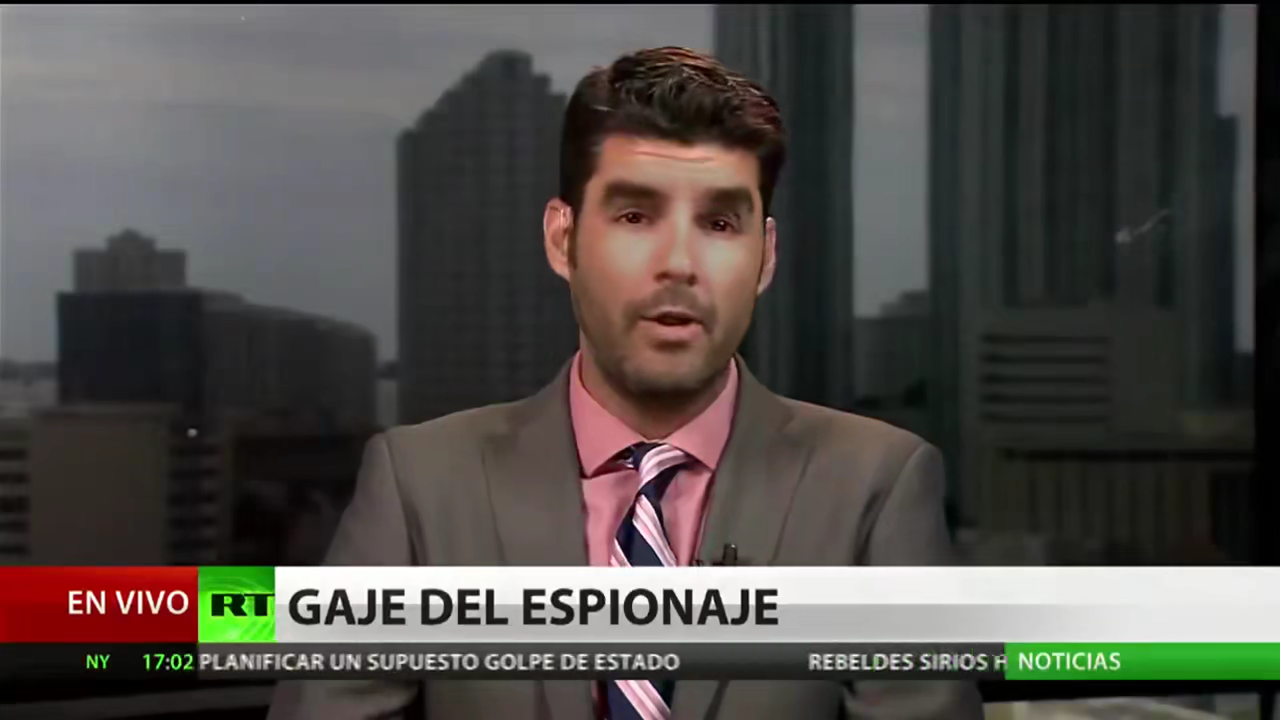 EN VIVO RT GAJE DEL ESPIONAJE
NY 17:02 PLANIFICAR UN SUPUESTO GOLPE DE ESTADO REBELDES SIRIOS NOTICIAS